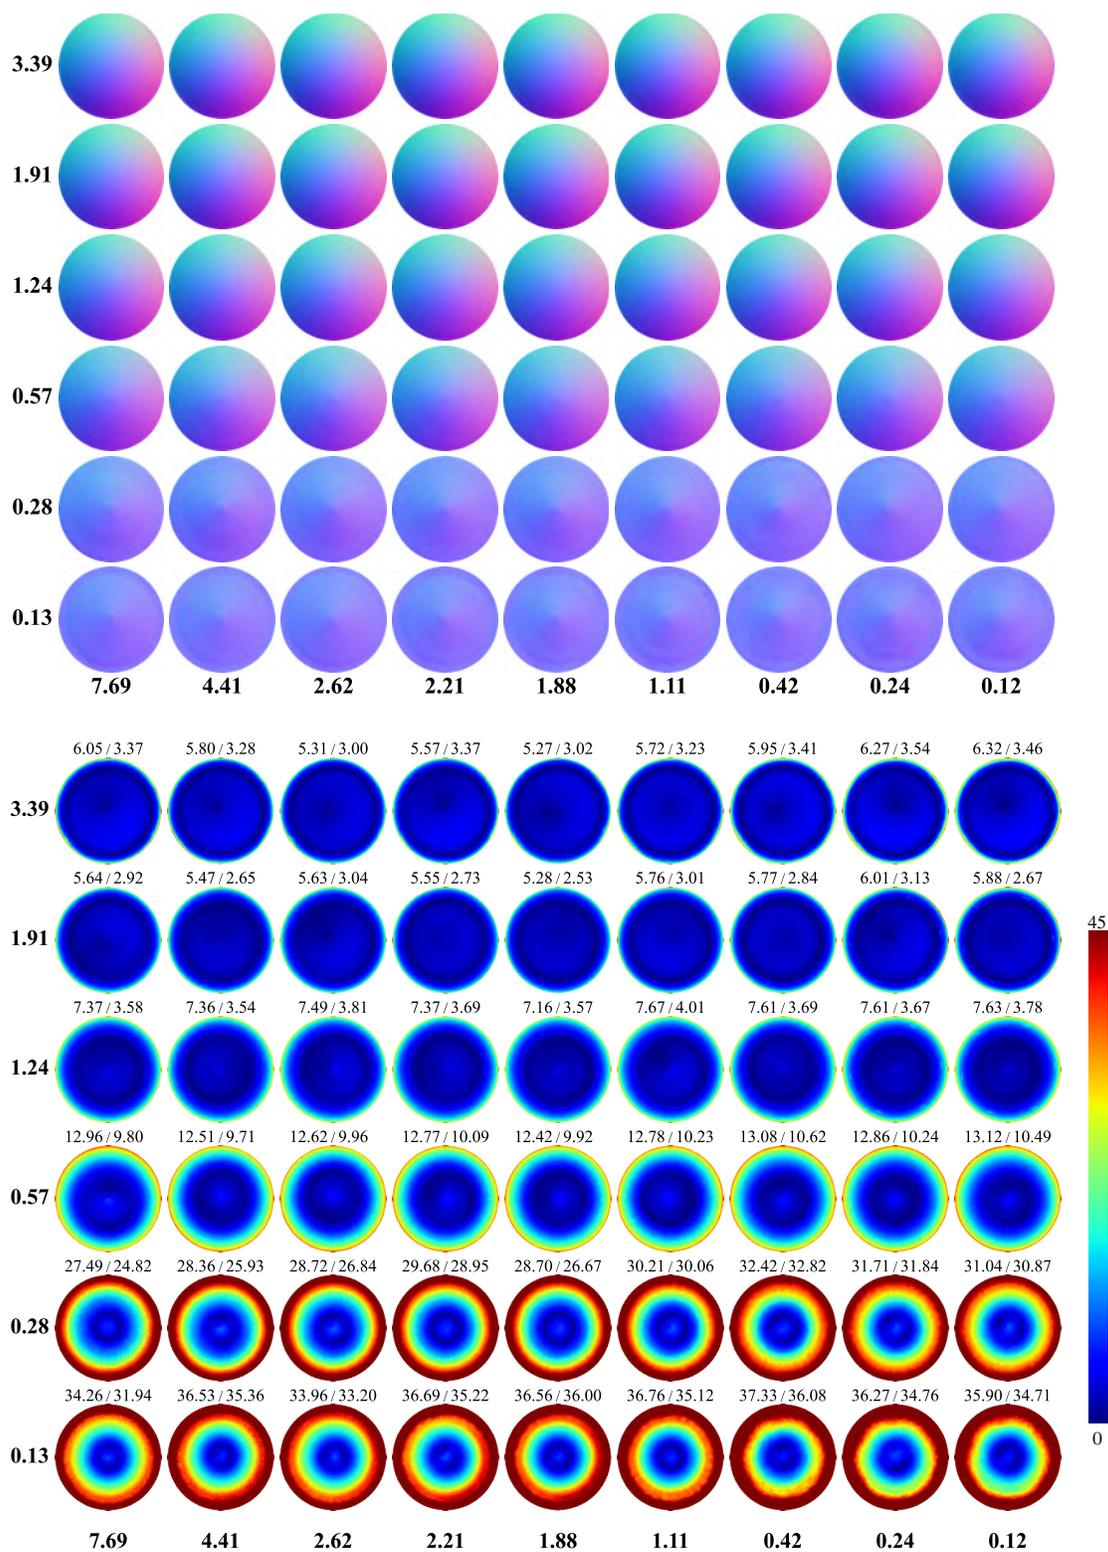 3.39
1.91
1.24
0.57
0.28
0.13
7.69 4.41 2.62 2.21 1.88 1.11 0.42 0.24 0.12
6.05 / 3.37 5.80 / 3.28 5.31 / 3.00 5.57 / 3.37 5.27 / 3.02 5.72 / 3.23 5.95 / 3.41 6.27 / 3.54 6.32 / 3.46
3.39
5.64 / 2.92 5.47 / 2.65 5.63 / 3.04 5.55 / 2.73 5.28 / 2.53 5.76 / 3.01 5.77 / 2.84 6.01 / 3.13 5.88 / 2.67
45
1.91
7.37 / 3.58 7.36 / 3.54 7.49 / 3.81 7.37 / 3.69 7.16 / 3.57 7.67 / 4.01 7.61 / 3.69 7.61 / 3.67 7.63 / 3.78
1.24
12.96 / 9.80 12.51 / 9.71 12.62 / 9.96 12.77 / 10.09 12.42 / 9.92 12.78 / 10.23 13.08 / 10.62 12.86 / 10.24 13.12 / 10.49
0.57
27.49 / 24.82 28.36 / 25.93 28.72 / 26.84 29.68 / 28.95 28.70 / 26.67 30.21 / 30.06 32.42 / 32.82 31.71 / 31.84 31.04 / 30.87
0.28
34.26 / 31.94 36.53 / 35.36 33.96 / 33.20 36.69 / 35.22 36.56 / 36.00 36.76 / 35.12 37.33 / 36.08 36.27 / 34.76 35.90 / 34.71
0
0.13
7.69 4.41 2.62 2.21 1.88 1.11 0.42 0.24 0.12